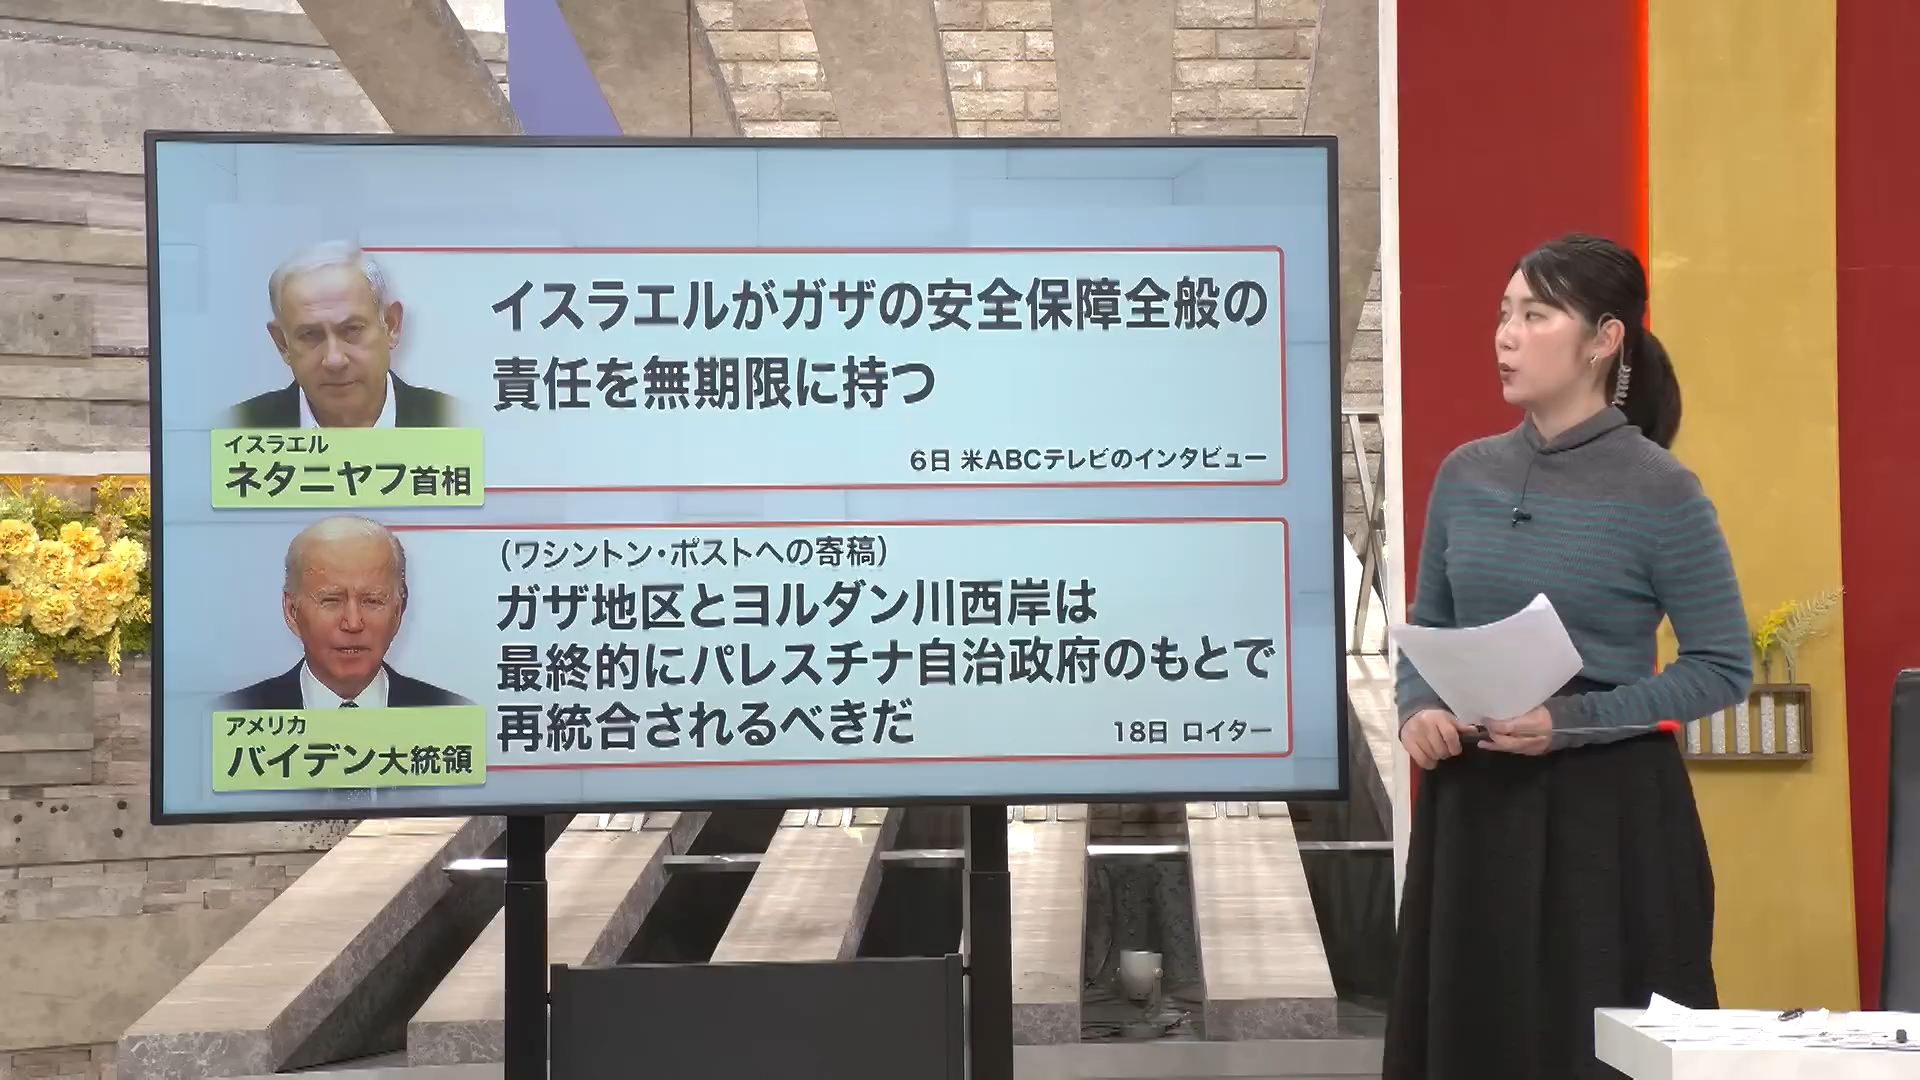 イスラエルがガザの安全保障全般の
責任を無期限に持つ
6日 米ABCテレビのインタビュー
イスラエル
ネタニヤフ首相
(ワシントン・ポストへの寄稿)
ガザ地区とヨルダン川西岸は
最終的にパレスチナ自治政府のもとで
再統合されるべきだ
18日 ロイター
アメリカ
バイデン大統領